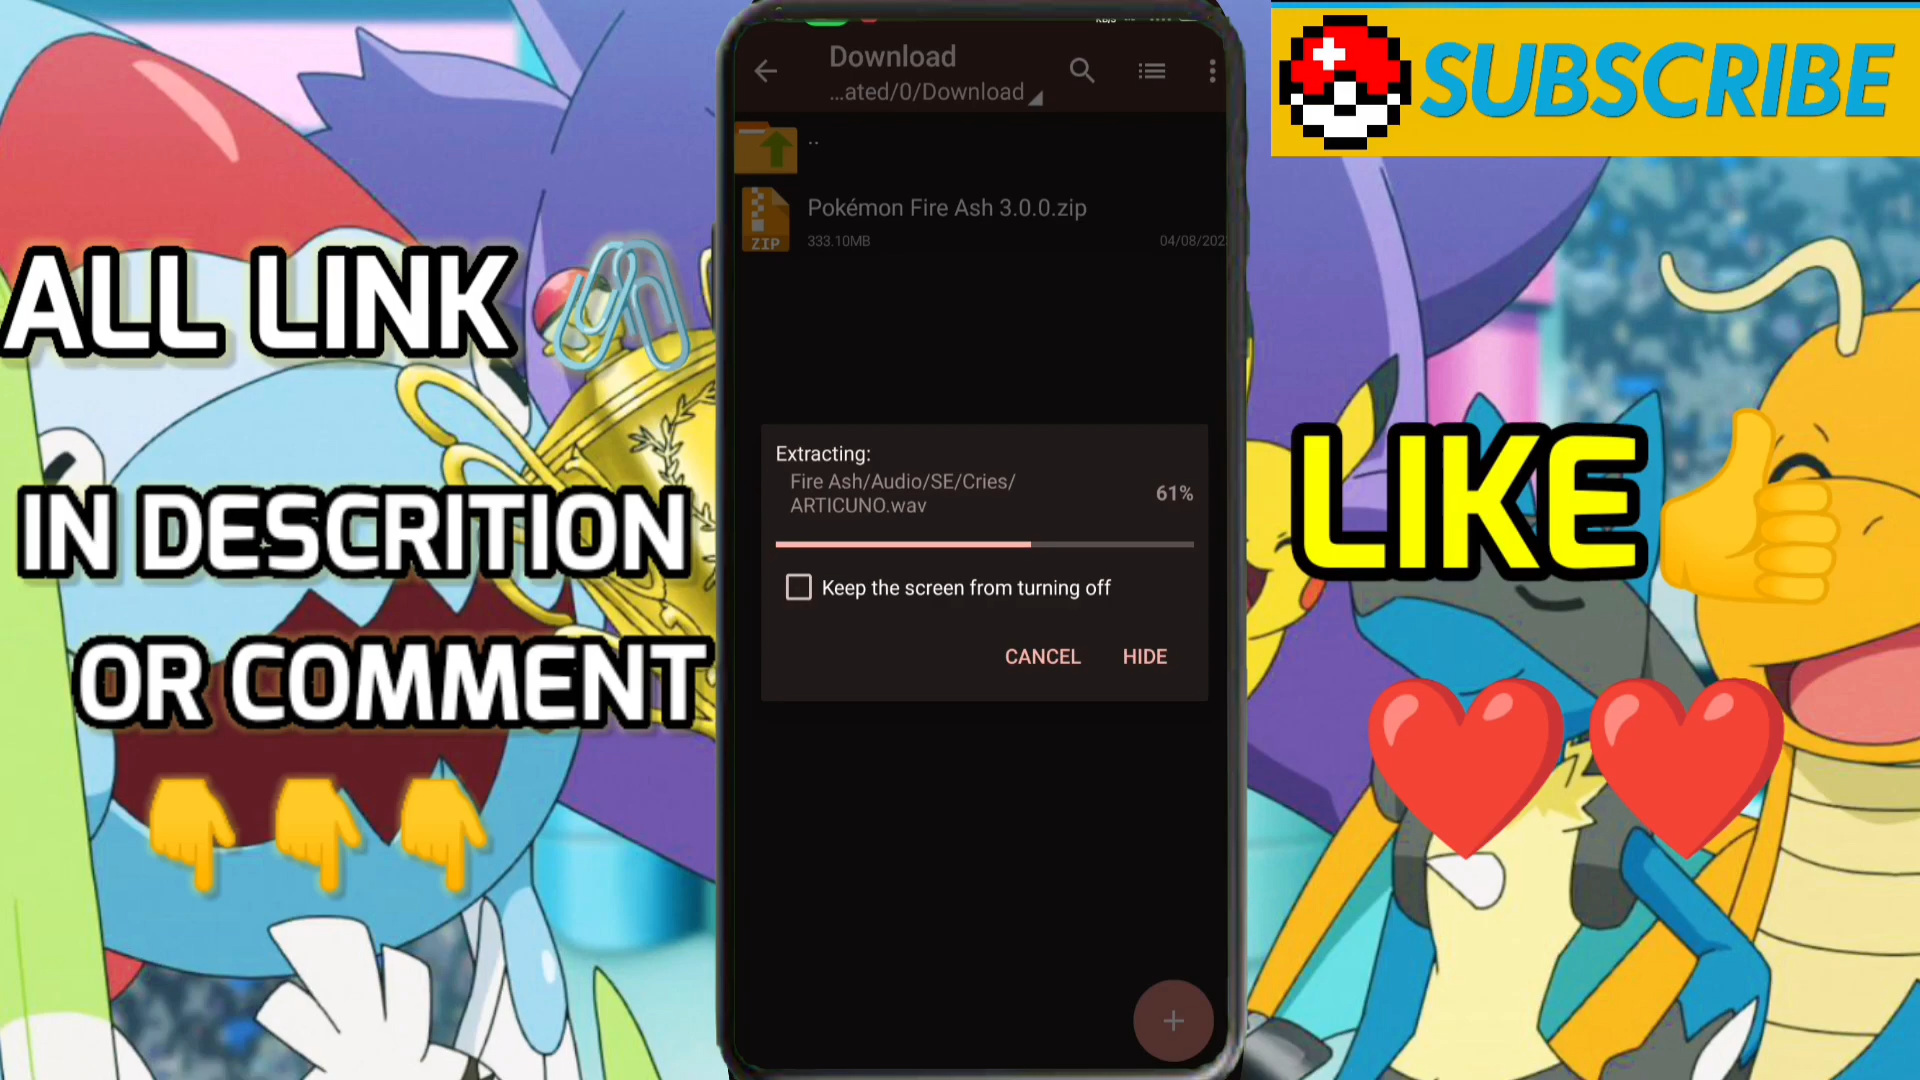 Download
...ated/0/Download
..
Pokémon Fire Ash 3.0.0.zip
ZIP
333.10MB
04/08/202
Extracting:
Fire Ash/Audio/SE/Cries/
ARTICUNO.wav
61%
Keep the screen from turning off
CANCEL HIDE
ALL LINK
IN DESCRITION
OR COMMENT
SUBSCRIBE
LIKE